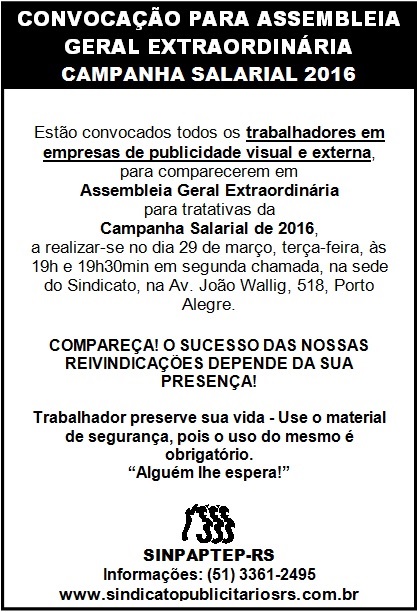 CONVOCAÇÃO PARA ASSEMBLEIA
GERAL EXTRAORDINÁRIA
CAMPANHA SALARIAL 2016
Estão convocados todos os trabalhadores em
empresas de publicidade visual e externa,
para comparecerem em
Assembleia Geral Extraordinária
para tratativas da
Campanha Salarial de 2016,
a realizar-se no dia 29 de março, terça-feira, às
19h e 19h30min em segunda chamada, na sede
do Sindicato, na Av. João Wallig, 518, Porto
Alegre.
COMPAREÇA! O SUCESSO DAS NOSSAS
REIVINDICAÇÕES DEPENDE DA SUA
PRESENÇA!
Trabalhador preserve sua vida - Use o material
de segurança, pois o uso do mesmo é
obrigatório.
“Alguém lhe espera!”
SINPAPTEP-RS
Informações: (51) 3361-2495
www.sindicatopublicitariosrs.com.br